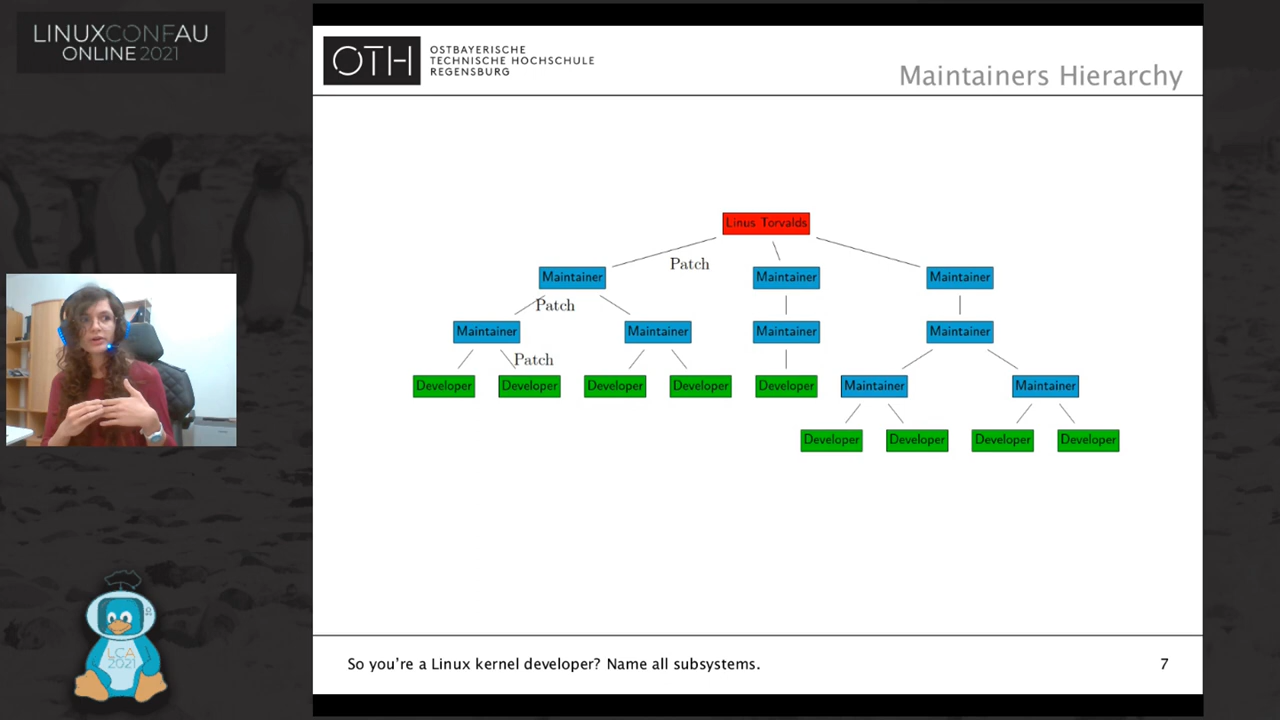 LINUXCONFAU
ONLINE 2021
OTH
OSTBAYERISCHE
TECHNISCHE HOCHSCHULE
REGENSBURG
Maintainers Hierarchy
Linus Torvalds
Patch
Maintainer Maintainer Maintainer
Patch
Maintainer Maintainer Maintainer Maintainer
Patch
Developer Developer Developer Developer Developer Maintainer Maintainer
Developer Developer Developer Developer
LCA
2021
So you're a Linux kernel developer? Name all subsystems. 7